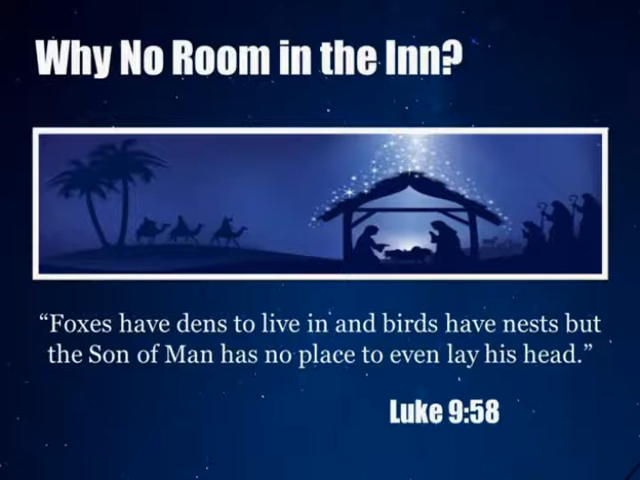 Why No Room in the Inn?
“Foxes have dens to live in and birds have nests but
the Son of Man has no place to even lay his head.”
Luke 9:58